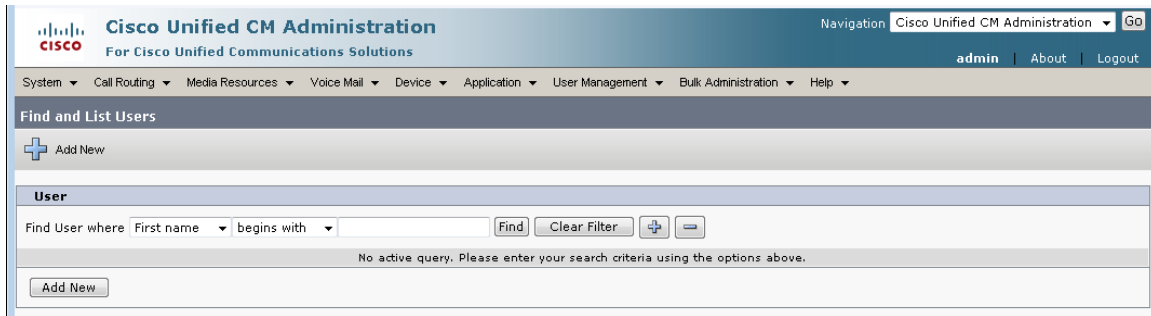 Cisco Unified CM Administration
For Cisco Unified Communications Solutions
CISCO
Navigation Cisco Unified CM Administration Go
admin | About | Logout
System Call Routing Media Resources Voice Mail Device Application User Management Bulk Administration Help
Find and List Users
Add New
User
Find User where First name begins with Find Clear Filter
No active query. Please enter your search criteria using the options above.
Add New